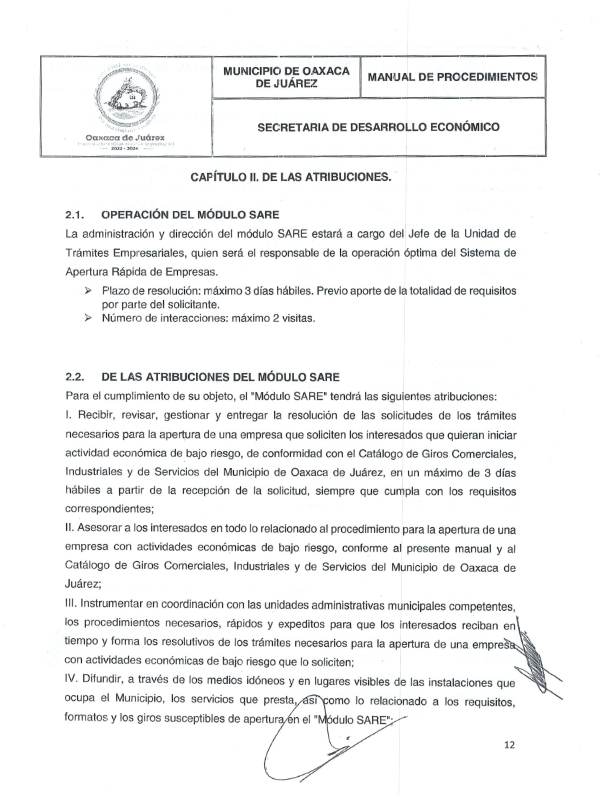 MUNICIPIO DE OAXACA
DE JUÁREZ
MANUAL DE PROCEDIMIENTOS
Oaxaca de Juárez
2022 - 2024
SECRETARIA DE DESARROLLO ECONÓMICO
CAPÍTULO II. DE LAS ATRIBUCIONES.
2.1. OPERACIÓN DEL MÓDULO SARE
La administración y dirección del módulo SARE estará a cargo del Jefe de la Unidad de
Trámites Empresariales, quien será el responsable de la operación óptima del Sistema de
Apertura Rápida de Empresas.
➢ Plazo de resolución: máximo 3 días hábiles. Previo aporte de la totalidad de requisitos
por parte del solicitante.
➢ Número de interacciones: máximo 2 visitas.
2.2. DE LAS ATRIBUCIONES DEL MÓDULO SARE
Para el cumplimiento de su objeto, el "Módulo SARE" tendrá las siguientes atribuciones:
I. Recibir, revisar, gestionar y entregar la resolución de las solicitudes de los trámites
necesarios para la apertura de una empresa que soliciten los interesados que quieran iniciar
actividad económica de bajo riesgo, de conformidad con el Catálogo de Giros Comerciales,
Industriales y de Servicios del Municipio de Oaxaca de Juárez, en un máximo de 3 días
hábiles a partir de la recepción de la solicitud, siempre que cumpla con los requisitos
correspondientes;
II. Asesorar a los interesados en todo lo relacionado al procedimiento para la apertura de una
empresa con actividades económicas de bajo riesgo, conforme al presente manual y al
Catálogo de Giros Comerciales, Industriales y de Servicios del Municipio de Oaxaca de
Juárez;
III. Instrumentar en coordinación con las unidades administrativas municipales competentes,
los procedimientos necesarios, rápidos y expeditos para que los interesados reciban en
tiempo y forma los resolutivos de los trámites necesarios para la apertura de una empresa
con actividades económicas de bajo riesgo que lo soliciten;
IV. Difundir, a través de los medios idóneos y en lugares visibles de las instalaciones que
ocupa el Municipio, los servicios que presta, así como lo relacionado a los requisitos,
formatos y los giros susceptibles de apertura en el "Módulo SARE";
12